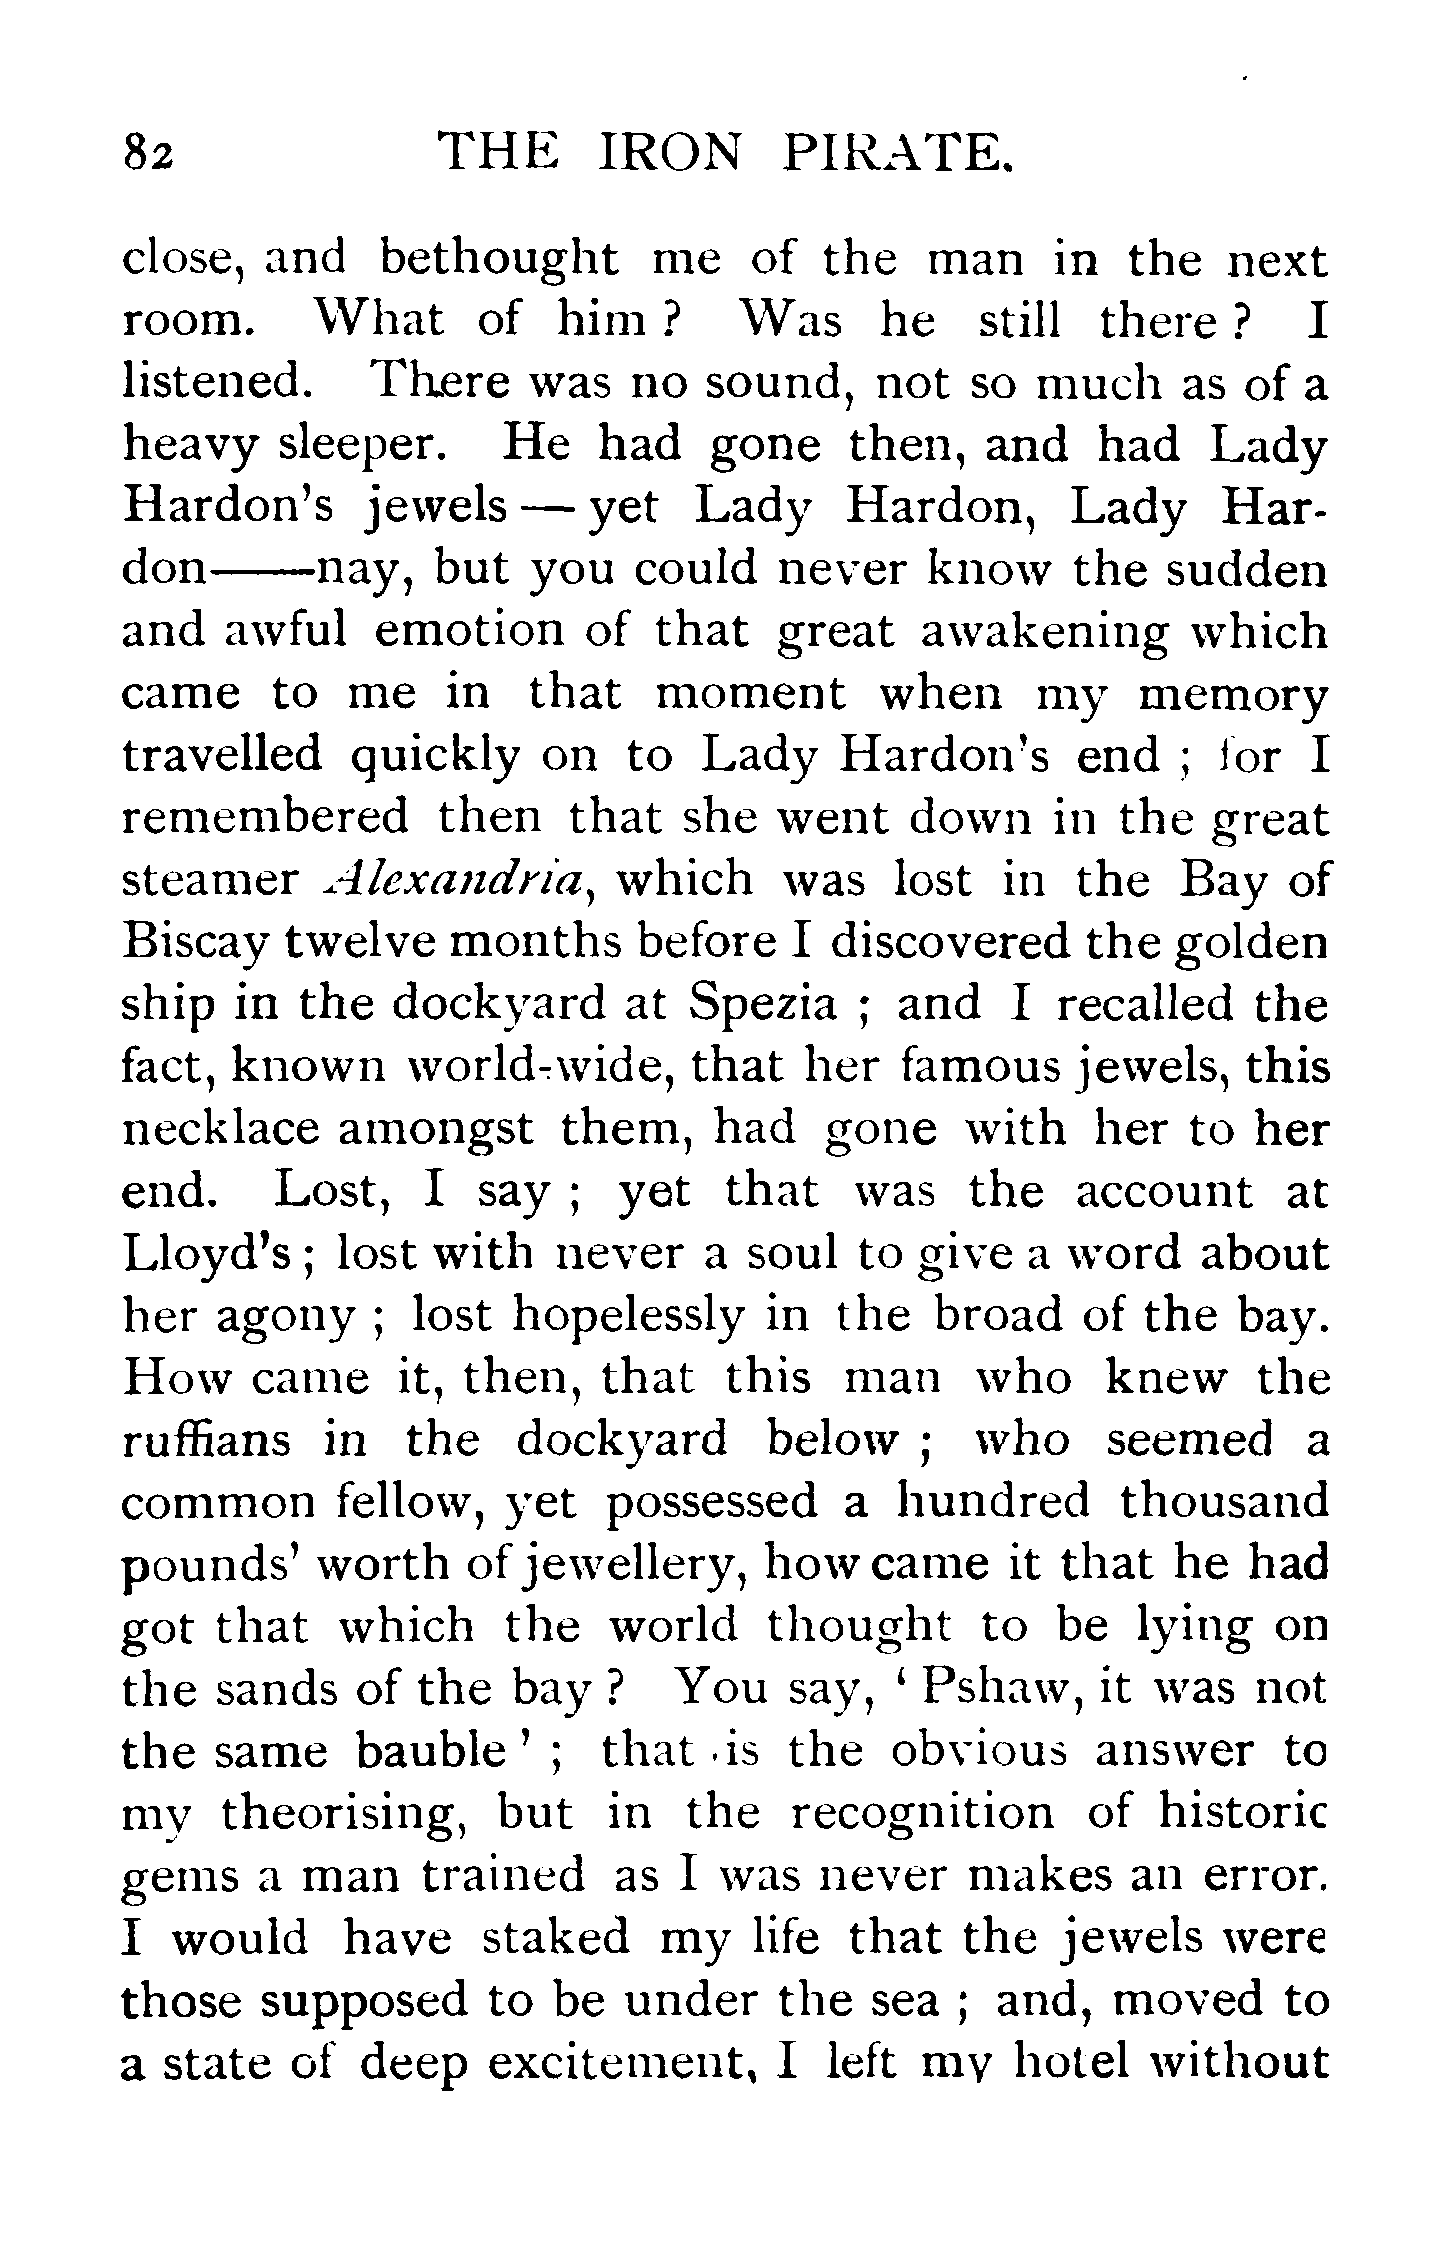 82 THE IRON PIRATE.
close, and bethought me of the man in the next
room. What of him ? Was he still there ? I
listened. There was no sound, not so much as of a
heavy sleeper. He had gone then, and had Lady
Hardon's jewels — yet Lady Hardon, Lady Har-
don——nay, but you could never know the sudden
and awful emotion of that great awakening which
came to me in that moment when my memory
travelled quickly on to Lady Hardon's end ; for I
remembered then that she went down in the great
steamer Alexandria, which was lost in the Bay of
Biscay twelve months before I discovered the golden
ship in the dockyard at Spezia ; and I recalled the
fact, known world-wide, that her famous jewels, this
necklace amongst them, had gone with her to her
end. Lost, I say ; yet that was the account at
Lloyd's ; lost with never a soul to give a word about
her agony ; lost hopelessly in the broad of the bay.
How came it, then, that this man who knew the
ruffians in the dockyard below ; who seemed a
common fellow, yet possessed a hundred thousand
pounds' worth of jewellery, how came it that he had
got that which the world thought to be lying on
the sands of the bay ? You say, ‘ Pshaw, it was not
the same bauble ’ ; that is the obvious answer to
my theorising, but in the recognition of historic
gems a man trained as I was never makes an error.
I would have staked my life that the jewels were
those supposed to be under the sea ; and, moved to
a state of deep excitement, I left my hotel without